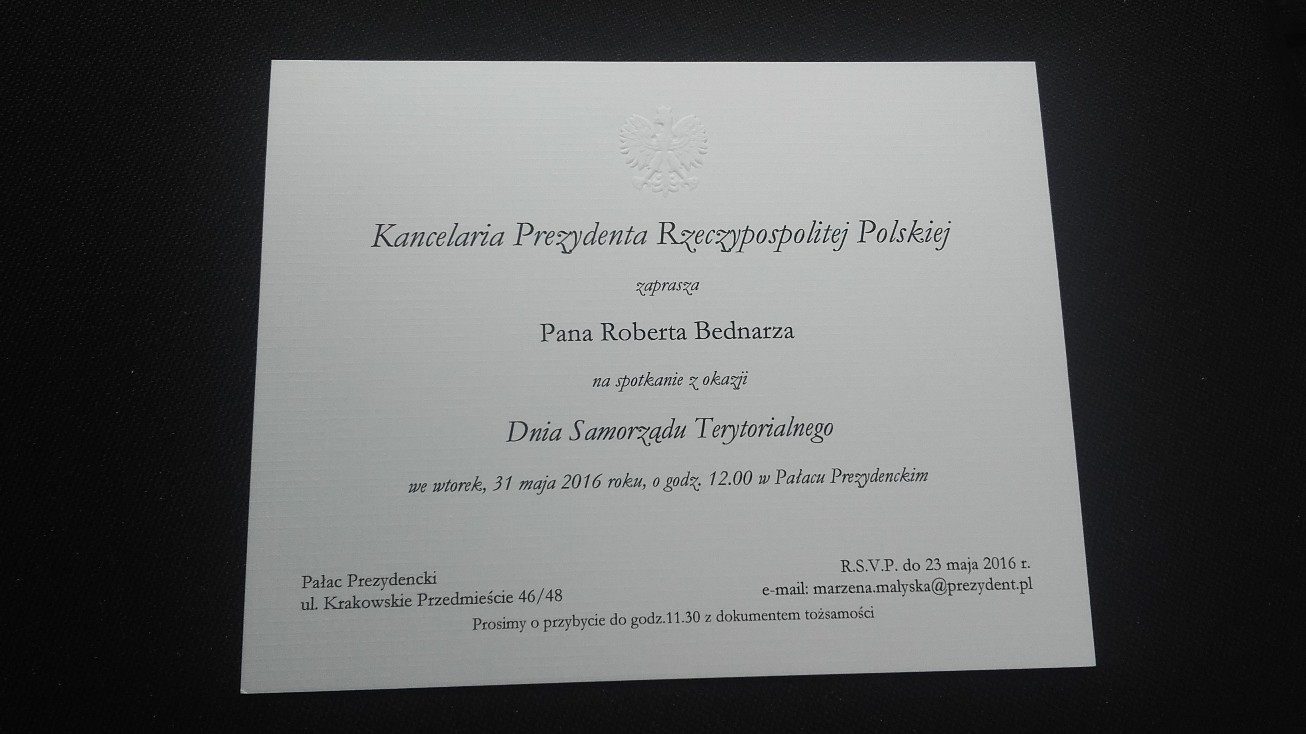 Kancelaria Prezydenta Rzeczypospolitej Polskiej
zaprasza
Pana Roberta Bednarza
na spotkanie z okazji
Dnia Samorządu Terytorialnego
we wtorek, 31 maja 2016 roku, o godz. 12.00 w Pałacu Prezydenckim
Pałac Prezydencki
ul. Krakowskie Przedmieście 46/48
R.S.V.P. do 23 maja 2016 r.
e-mail: marzena.malyska@prezydent.pl
Prosimy o przybycie do godz.11.30 z dokumentem tożsamości